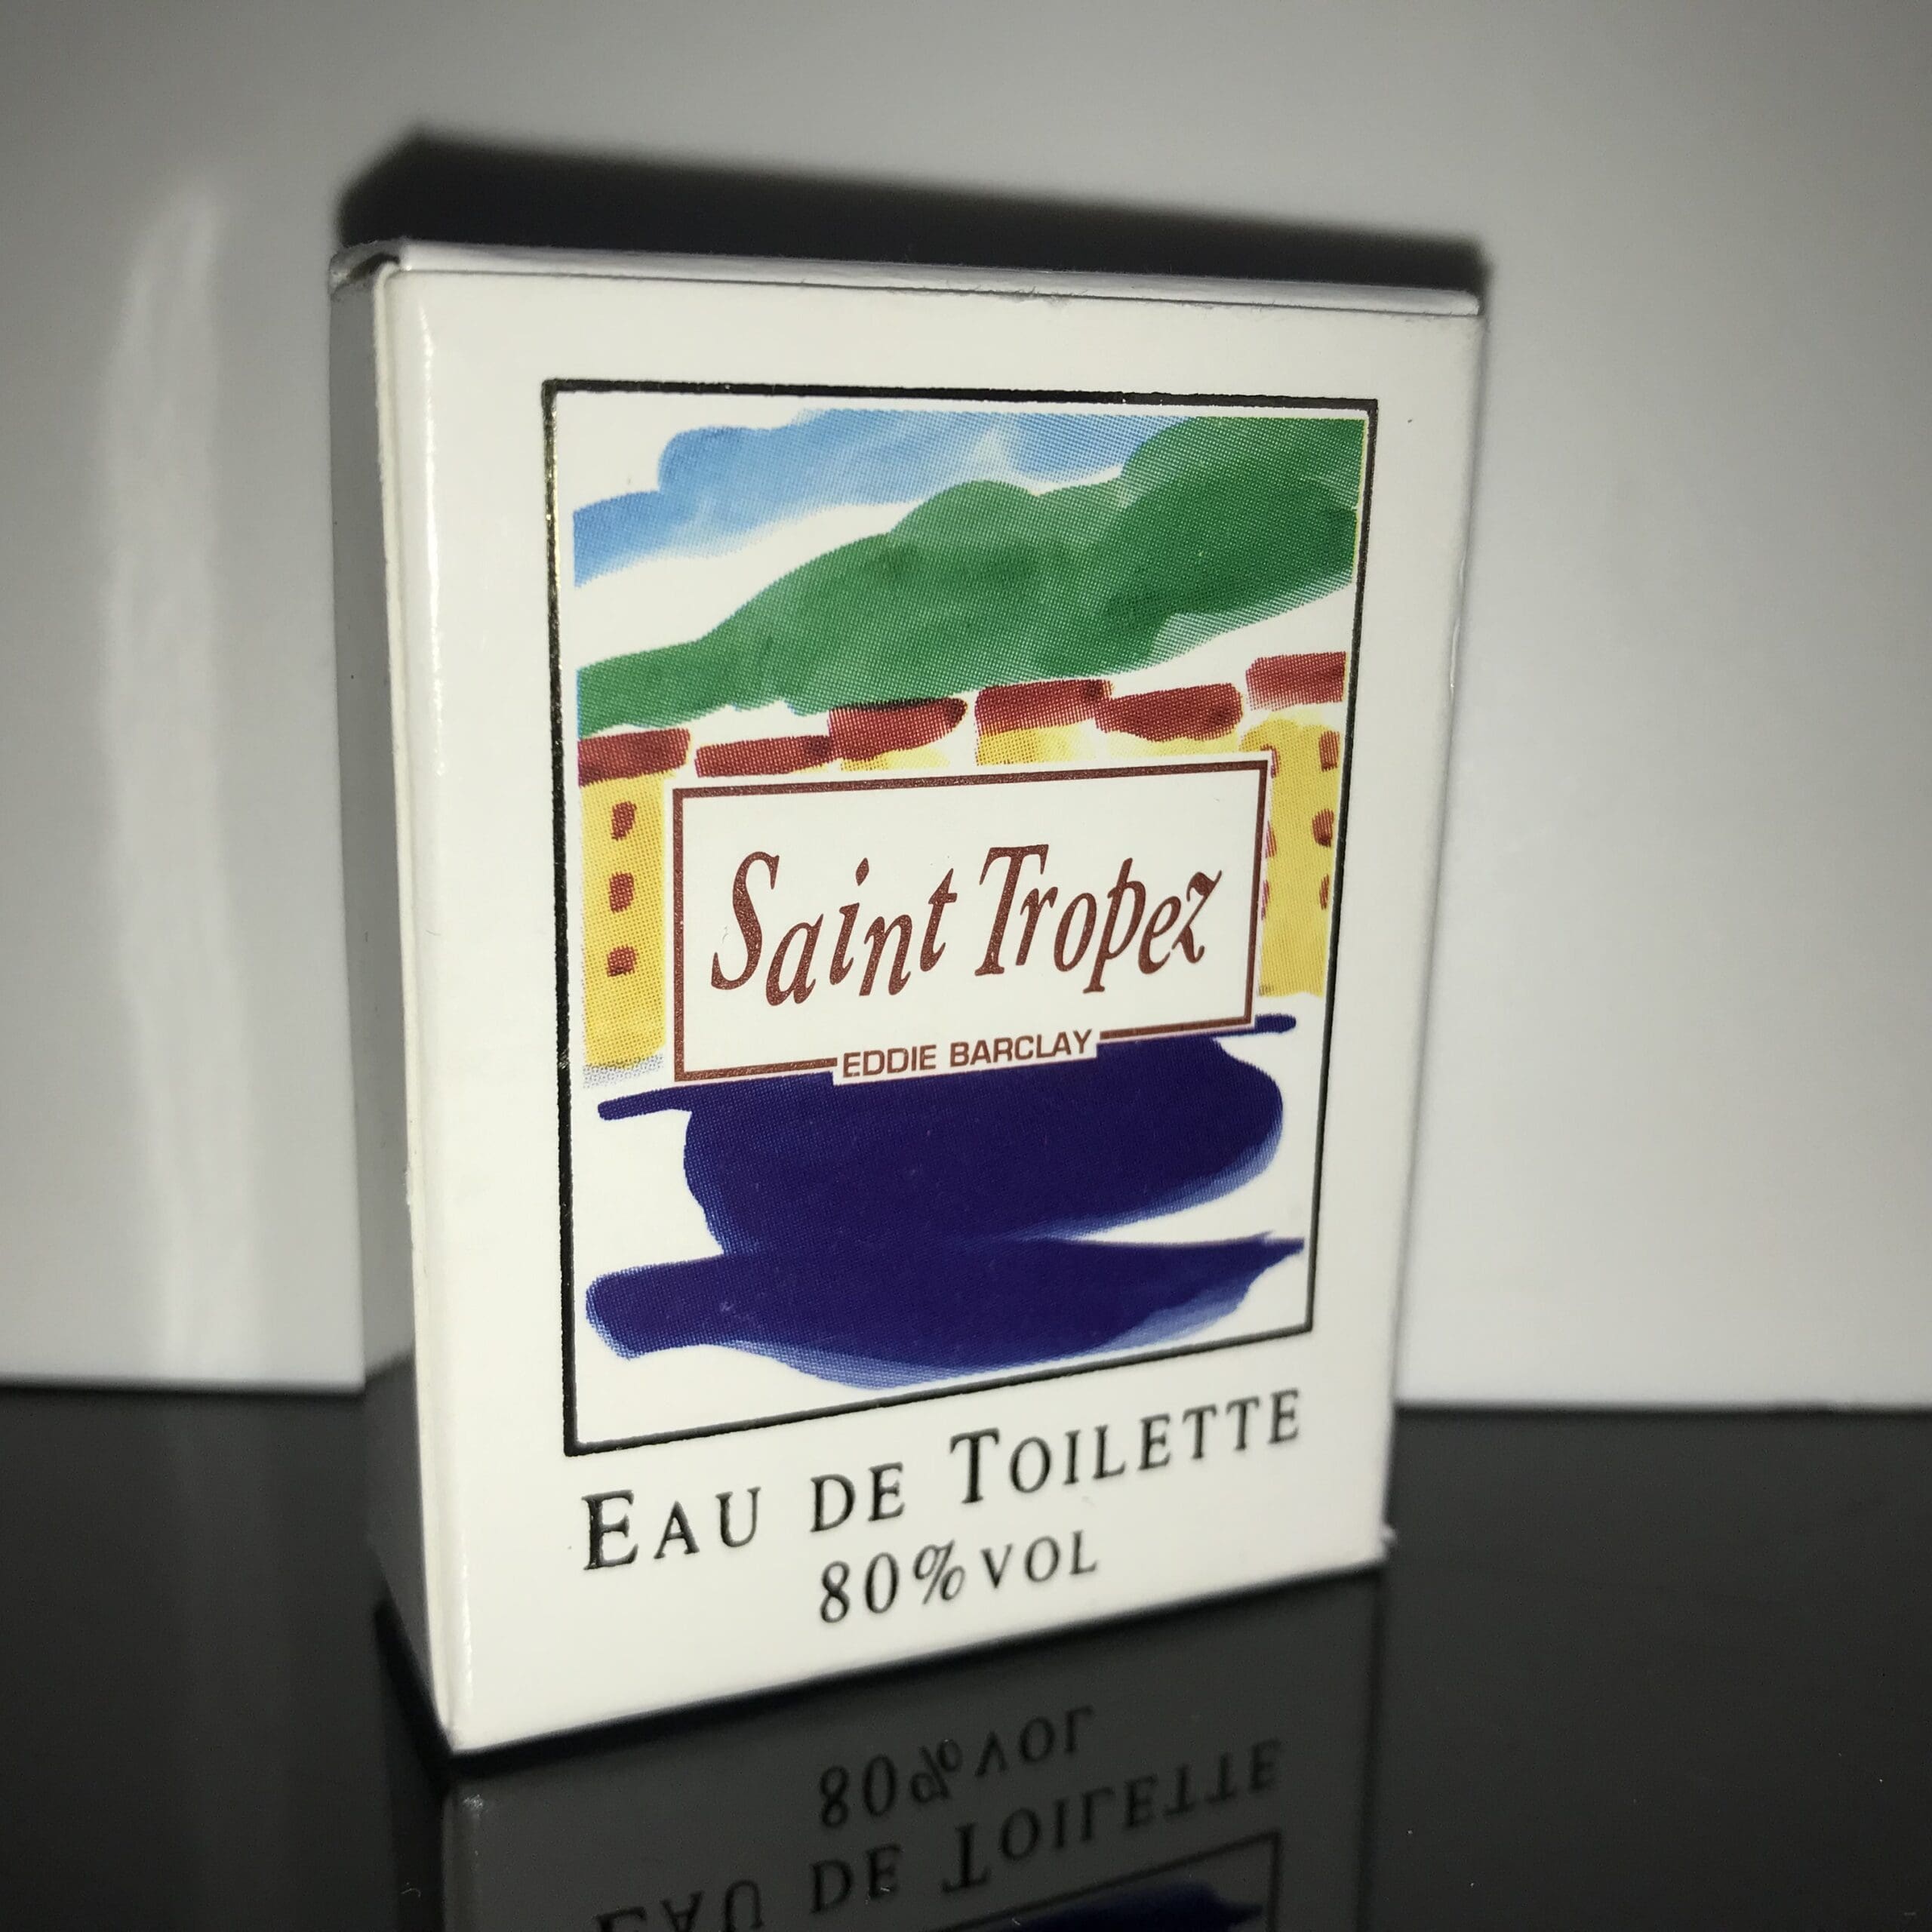 Saint Tropez
EDDIE BARCLAY
EAU DE TOILETTE
80% VOL